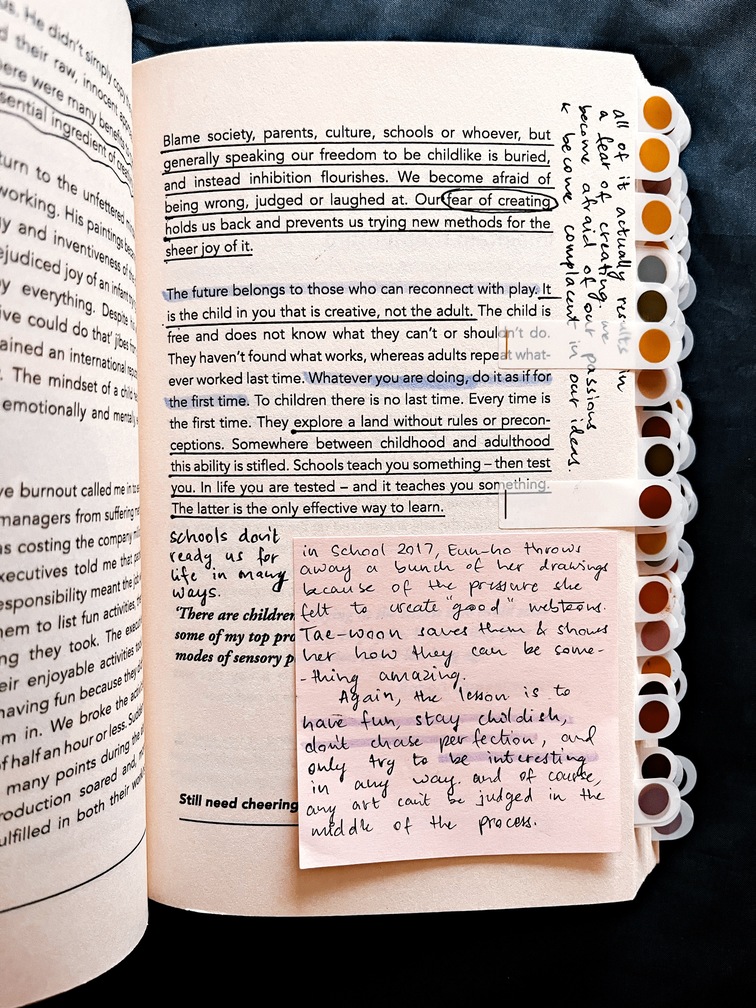 us. He didn't simply copy
d their raw, innocent
ere were many benefits
sential ingredient of
turn to the unfettered
working. His paintings
y and inventiveness of the
ejudiced joy of an infant
y everything. Despite
ive could do that' jibes from
ained an international
. The mindset of a child
emotionally and mentally
ve burnout called me in to
managers from suffering
as costing the company
xecutives told me that
esponsibility meant the
hem to list fun activities,
ng they took. The
eir enjoyable activities
having fun because they
m in. We broke the
of half an hour or less.
many points during the
roduction soared and,
ulfilled in both their
Blame society, parents, culture, schools or whoever, but
generally speaking our freedom to be childlike is buried,
and instead inhibition flourishes. We become afraid of
being wrong, judged or laughed at. Our fear of creating
holds us back and prevents us trying new methods for the
sheer joy of it.
The future belongs to those who can reconnect with play. It
is the child in you that is creative, not the adult. The child is
free and does not know what they can't or shouldn't do.
They haven't found what works, whereas adults repeat what-
ever worked last time. Whatever you are doing, do it as if for
the first time. To children there is no last time. Every time is
the first time. They explore a land without rules or precon-
ceptions. Somewhere between childhood and adulthood
this ability is stifled. Schools teach you something – then test
you. In life you are tested – and it teaches you something.
The latter is the only effective way to learn.
all of it actually results in
a fear of creating, we
become afraid of our passions
& become complacent in our ideas.
schools don't
ready us for
life in many
ways.
'There are children
some of my top pro
modes of sensory p
Still need cheering
in School 2017, Eun-ho throws
away a bunch of her drawings
because of the pressure she
felt to create "good" webtoons.
Tae-woon saves them & shows
her how they can be some-
-thing amazing.
Again, the lesson is to
have fun, stay childish,
don't chase perfection, and
only try to be interesting
in any way. and of course,
any art can't be judged in the
middle of the process.